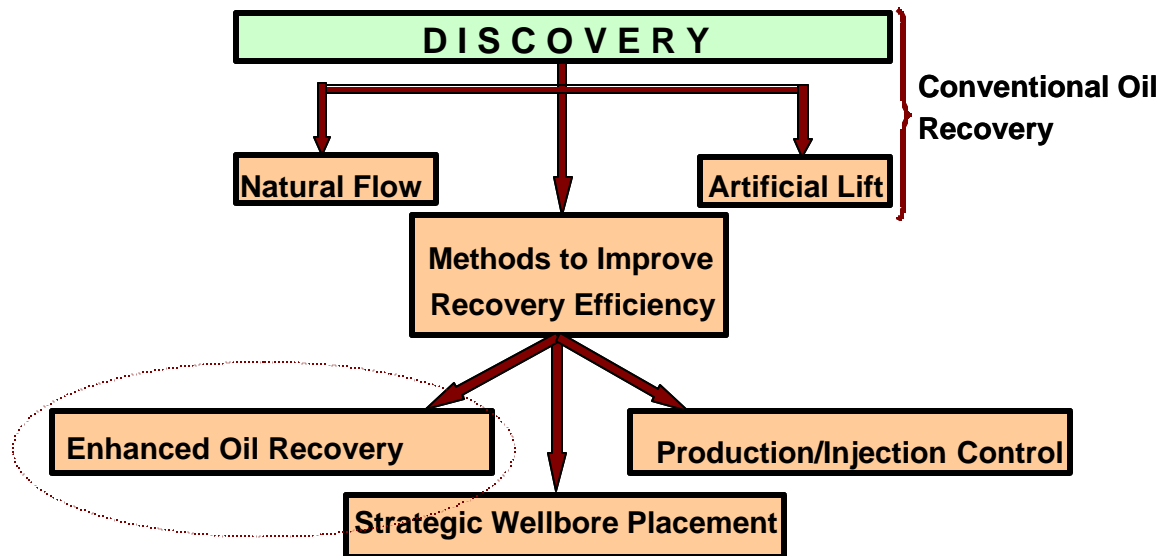 D I S C O V E R Y
Conventional Oil
Recovery
Natural Flow
Artificial Lift
Methods to Improve
Recovery Efficiency
Enhanced Oil Recovery
Production/Injection Control
Strategic Wellbore Placement